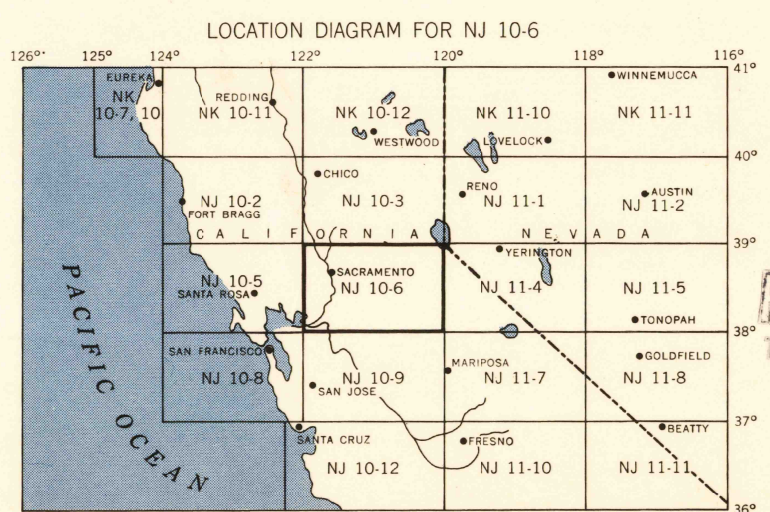 LOCATION DIAGRAM FOR NJ 10-6
126° 125° 124° 122° 120° 118° 116°
41°
EUREKA
WINNEMUCCA
NK
10-7, 10
REDDING
NK 10-11
NK 10-12
NK 11-10
NK 11-11
WESTWOOD
LOVELOCK
40°
CHICO
RENO
AUSTIN
NJ 10-2
NJ 10-3
NJ 11-1
NJ 11-2
FORT BRAGG
CALIFORNIA
NEVADA
39°
YERINGTON
SACRAMENTO
NJ 10-5
NJ 10-6
NJ 11-4
NJ 11-5
SANTA ROSA
TONOPAH
38°
SAN FRANCISCO
GOLDFIELD
MARIPOSA
NJ 10-8
NJ 10-9
NJ 11-7
NJ 11-8
SAN JOSE
37°
SANTA CRUZ
FRESNO
BEATTY
NJ 10-12
NJ 11-10
NJ 11-11
36°
PACIFIC OCEAN